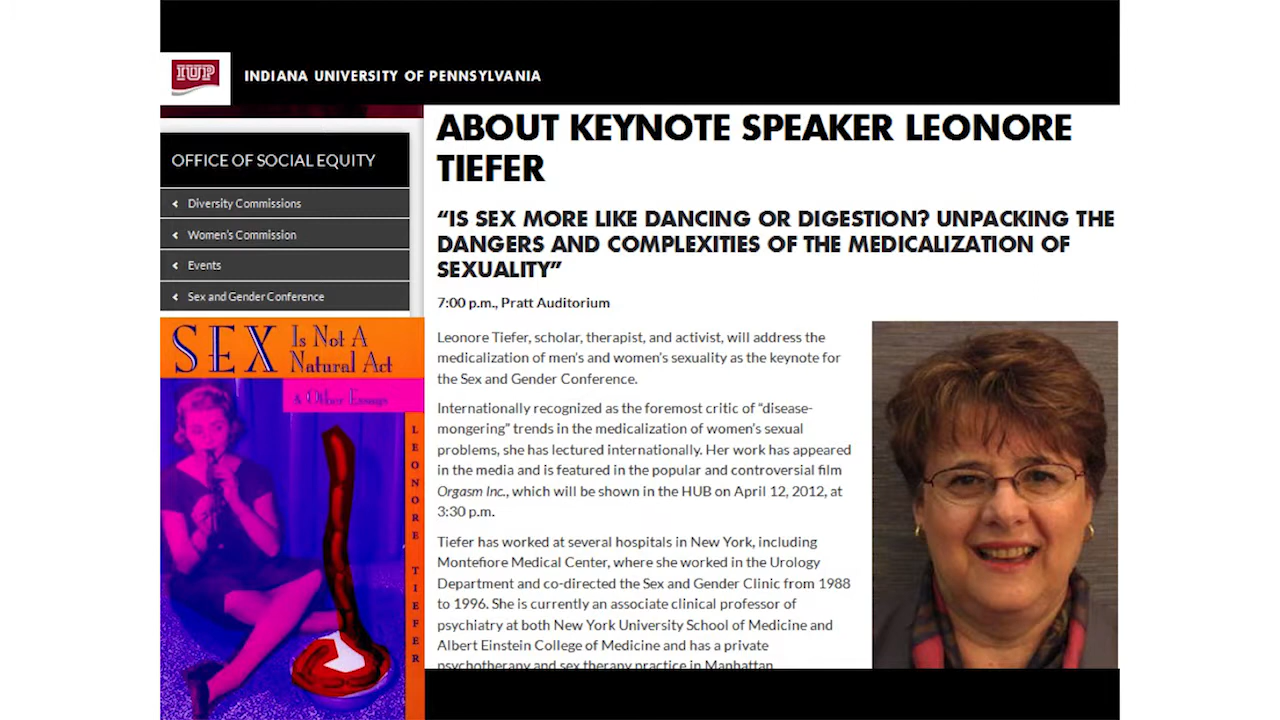 IUP
INDIANA UNIVERSITY OF PENNSYLVANIA
OFFICE OF SOCIAL EQUITY
Diversity Commissions
Women's Commission
Events
Sex and Gender Conference
SEX
Is Not A
Natural Act
& Other Essays
LEONORE TIEFER
ABOUT KEYNOTE SPEAKER LEONORE
TIEFER
“IS SEX MORE LIKE DANCING OR DIGESTION? UNPACKING THE
DANGERS AND COMPLEXITIES OF THE MEDICALIZATION OF
SEXUALITY”
7:00 p.m., Pratt Auditorium
Leonore Tiefer, scholar, therapist, and activist, will address the
medicalization of men's and women's sexuality as the keynote for
the Sex and Gender Conference.
Internationally recognized as the foremost critic of “disease-
mongering” trends in the medicalization of women's sexual
problems, she has lectured internationally. Her work has appeared
in the media and is featured in the popular and controversial film
Orgasm Inc., which will be shown in the HUB on April 12, 2012, at
3:30 p.m.
Tiefer has worked at several hospitals in New York, including
Montefiore Medical Center, where she worked in the Urology
Department and co-directed the Sex and Gender Clinic from 1988
to 1996. She is currently an associate clinical professor of
psychiatry at both New York University School of Medicine and
Albert Einstein College of Medicine and has a private
psychotherapy and sex therapy practice in Manhattan